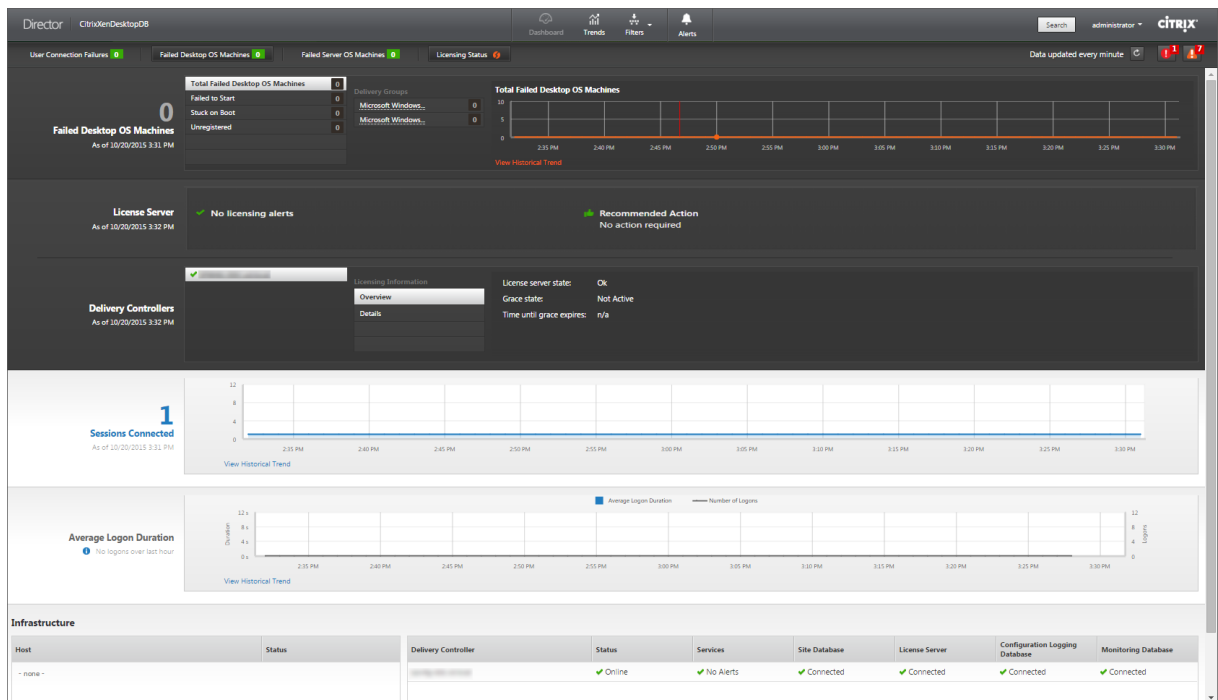 Director CitrixXenDesktopDB
Dashboard Trends Filters Alerts
Search administrator CİTRIX
User Connection Failures 0 Failed Desktop OS Machines 0 Failed Server OS Machines 0 Licensing Status
Data updated every minute 1 7
0
Failed Desktop OS Machines
As of 10/20/2015 3:31 PM
Total Failed Desktop OS Machines 0
Failed to Start 0
Stuck on Boot 0
Unregistered 0
Delivery Groups
Microsoft Windows... 0
Microsoft Windows... 0
Total Failed Desktop OS Machines
10
5
0
2:35 PM 2:40 PM 2:45 PM 2:50 PM 2:55 PM 3:00 PM 3:05 PM 3:10 PM 3:15 PM 3:20 PM 3:25 PM 3:30 PM
View Historical Trend
License Server
As of 10/20/2015 3:32 PM
No licensing alerts
Recommended Action
No action required
Delivery Controllers
As of 10/20/2015 3:32 PM
Licensing Information
Overview
Details
License server state: Ok
Grace state: Not Active
Time until grace expires: n/a
1
Sessions Connected
As of 10/20/2015 3:31 PM
12
8
4
0
2:35 PM 2:40 PM 2:45 PM 2:50 PM 2:55 PM 3:00 PM 3:05 PM 3:10 PM 3:15 PM 3:20 PM 3:25 PM 3:30 PM
View Historical Trend
Average Logon Duration
No logons over last hour
Average Logon Duration Number of Logons
Duration
12 s
8 s
4 s
0 s
12
8
4
0
Logons
2:35 PM 2:40 PM 2:45 PM 2:50 PM 2:55 PM 3:00 PM 3:05 PM 3:10 PM 3:15 PM 3:20 PM 3:25 PM 3:30 PM
View Historical Trend
Infrastructure
Host Status
- none -
Delivery Controller Status Services Site Database License Server Configuration Logging Database Monitoring Database
Online No Alerts Connected Connected Connected Connected